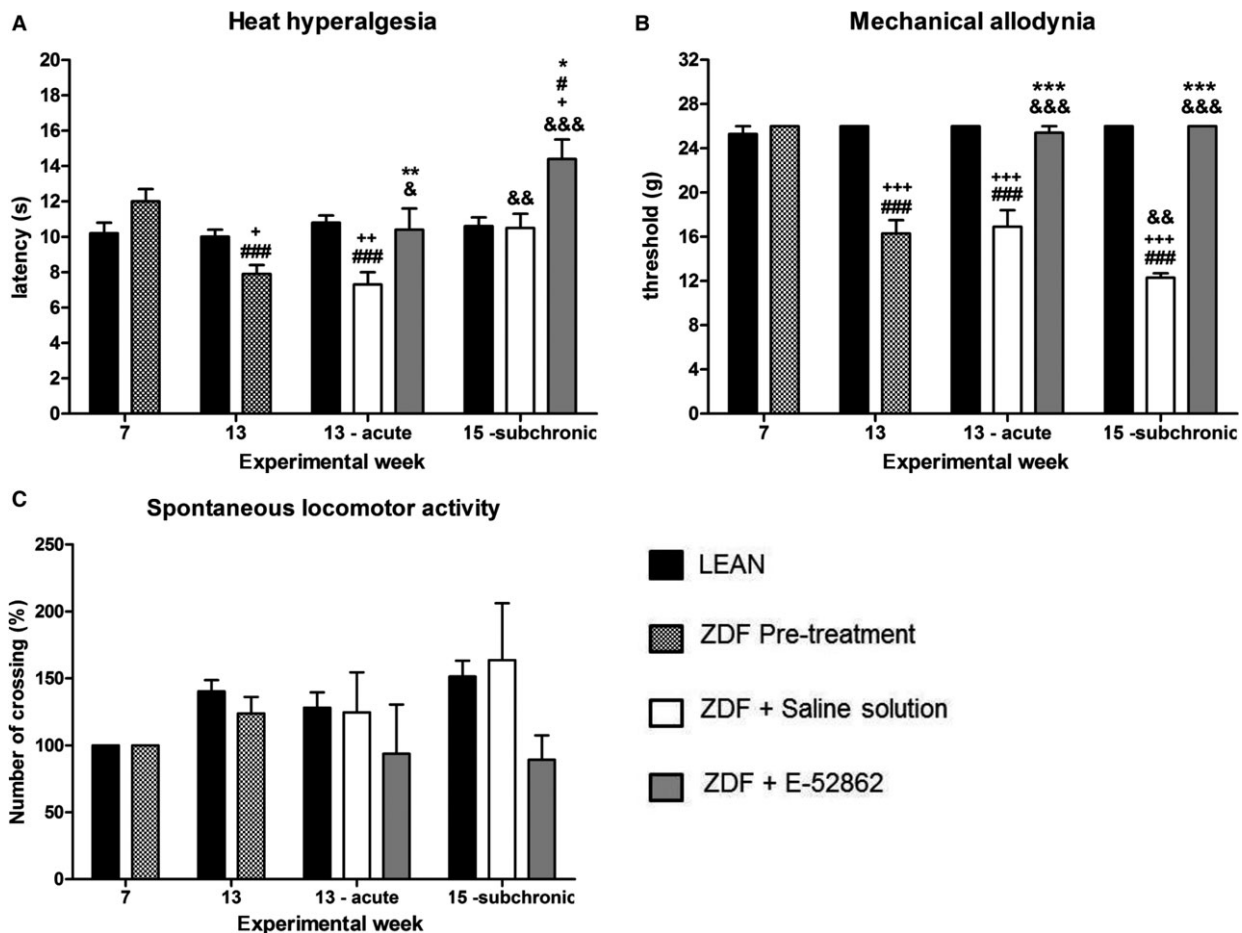 A
Heat hyperalgesia
20
18
16
14
12
10
8
6
4
2
0
latency (s)
+
###
++
###
**
&
&&
*
#
+
&&&
7
13
13 - acute
15 -subchronic
Experimental week
B
Mechanical allodynia
32
28
24
20
16
12
8
4
0
threshold (g)
+++
###
+++
###
***
&&&
&&
+++
###
***
&&&
7
13
13 - acute
15 -subchronic
Experimental week
C
Spontaneous locomotor activity
250
200
150
100
50
0
Number of crossing (%)
7
13
13 - acute
15 -subchronic
Experimental week
LEAN
ZDF Pre-treatment
ZDF + Saline solution
ZDF + E-52862